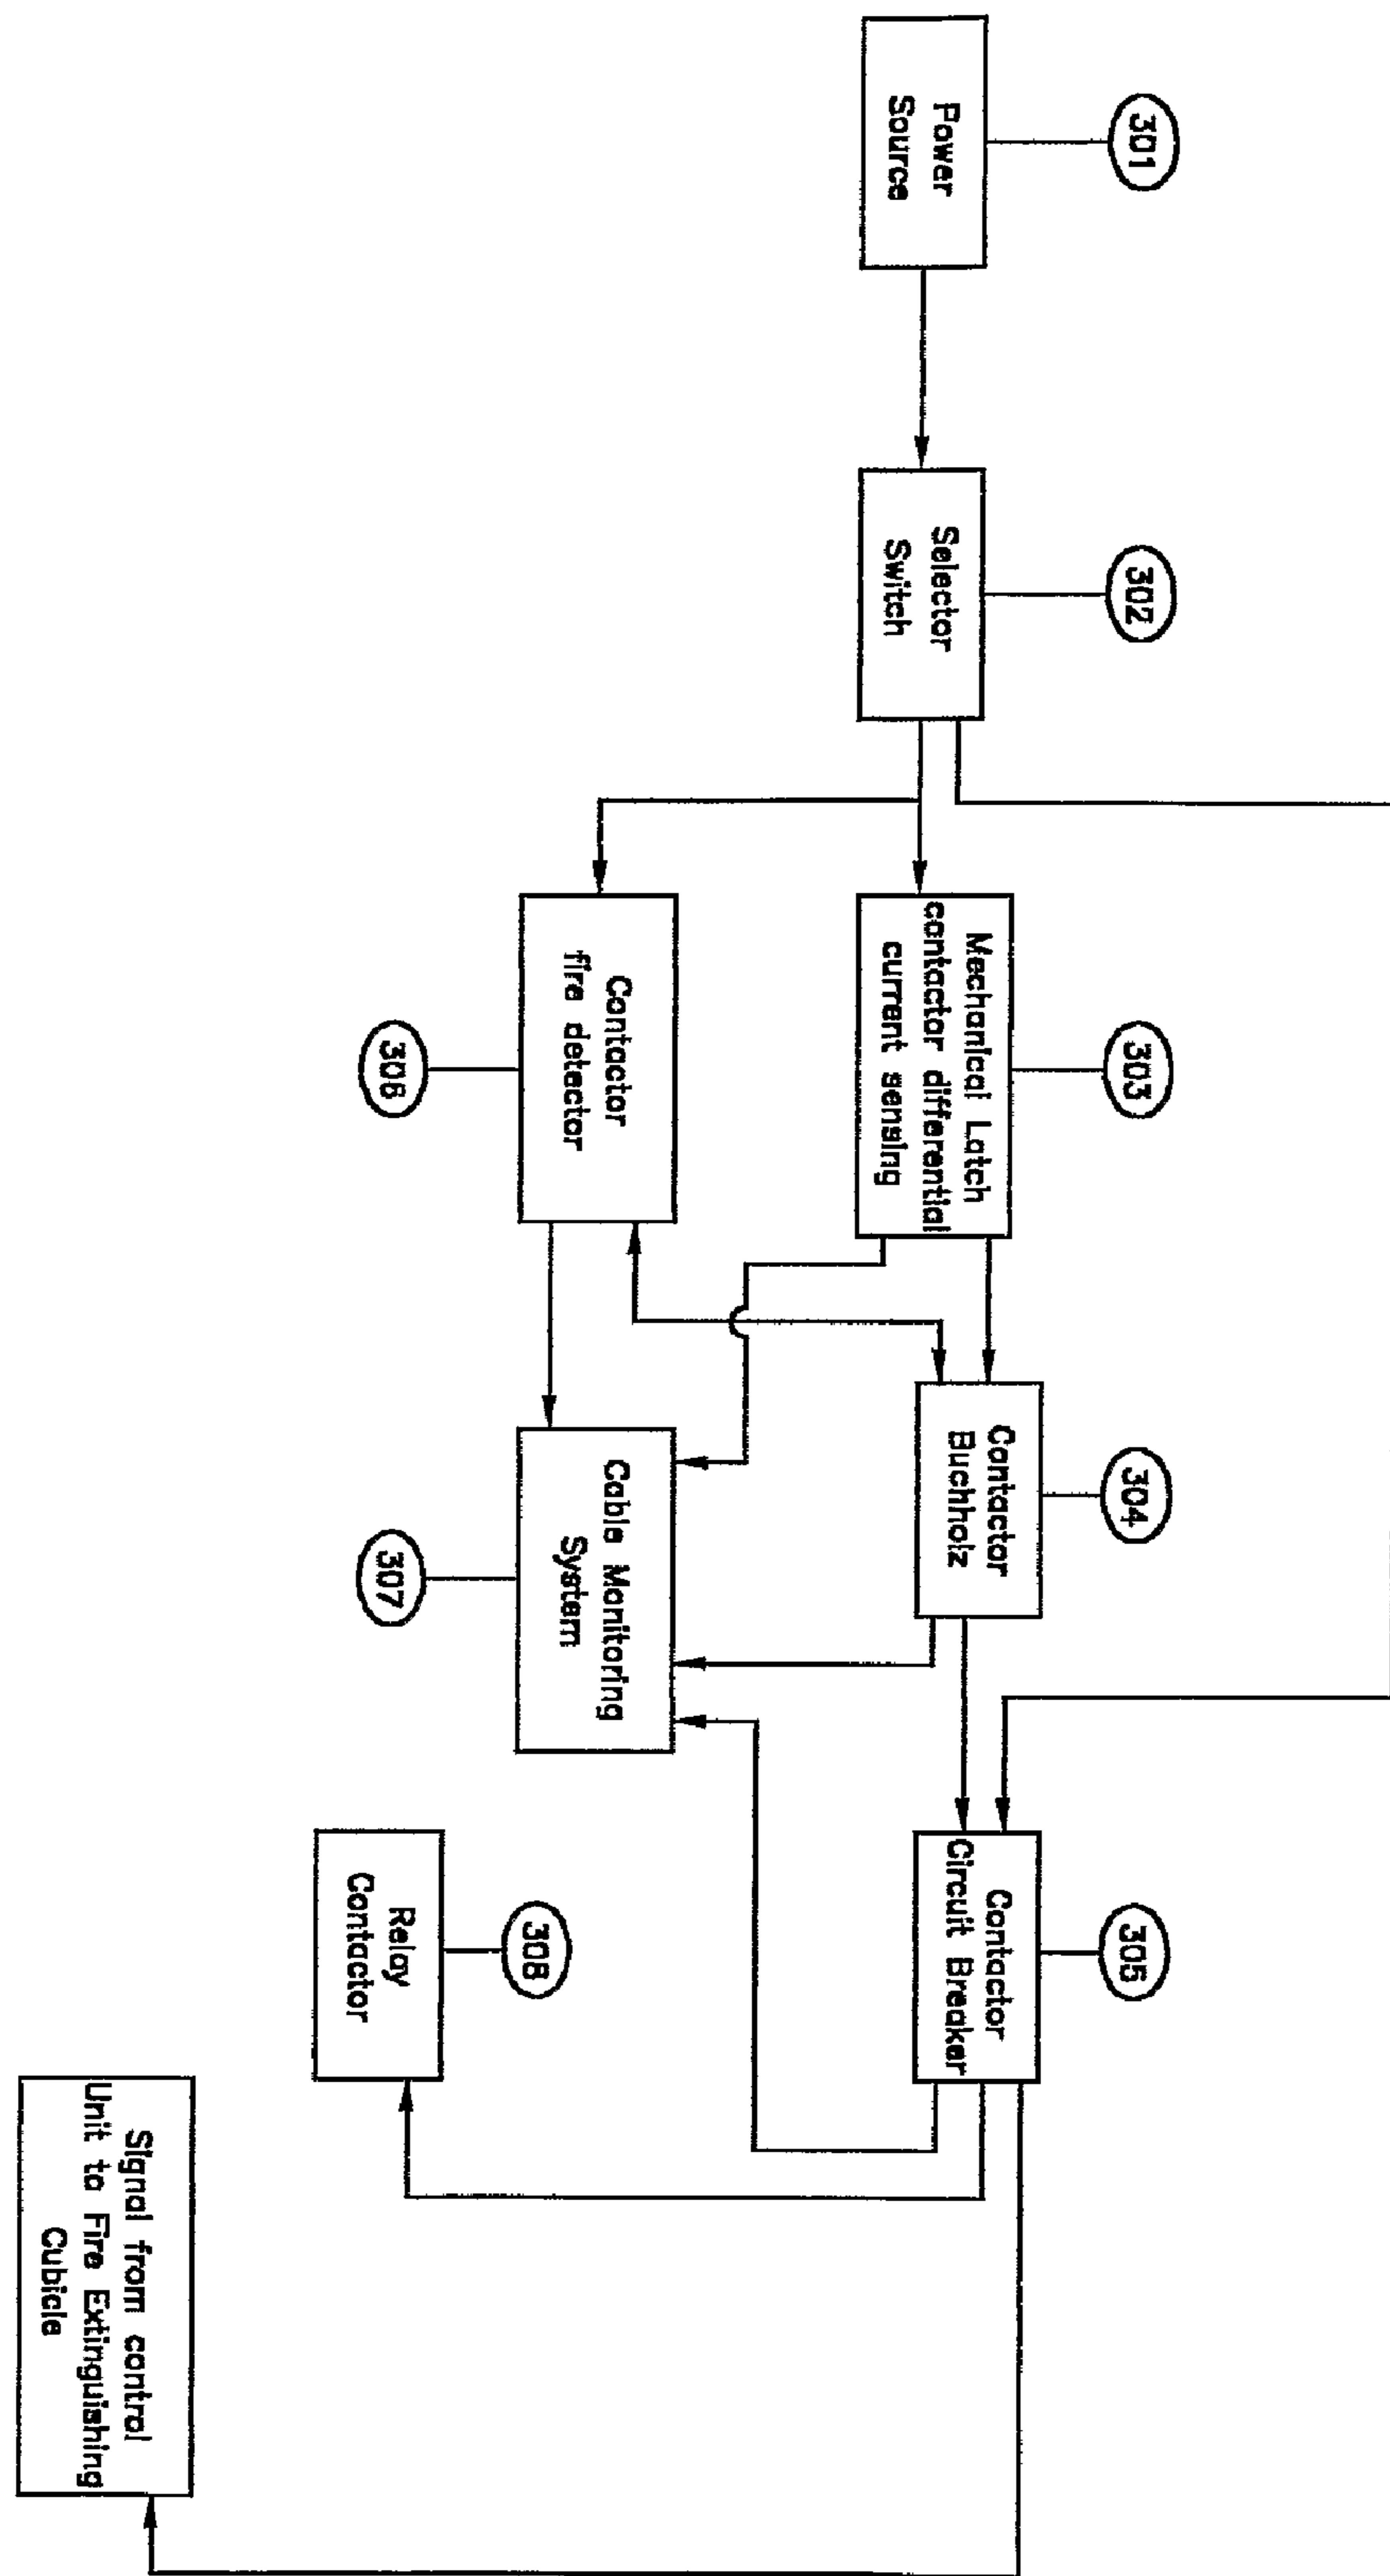 301
Power
Source
302
Selector
Switch
303
Mechanical Latch
contactor differential
current sensing
304
Contactor
Buchholz
305
Contactor
Circuit Breaker
306
Contactor
fire detector
307
Cable Monitoring
System
308
Relay
Contactor
Signal from control
Unit to Fire Extinguishing
Cubicle